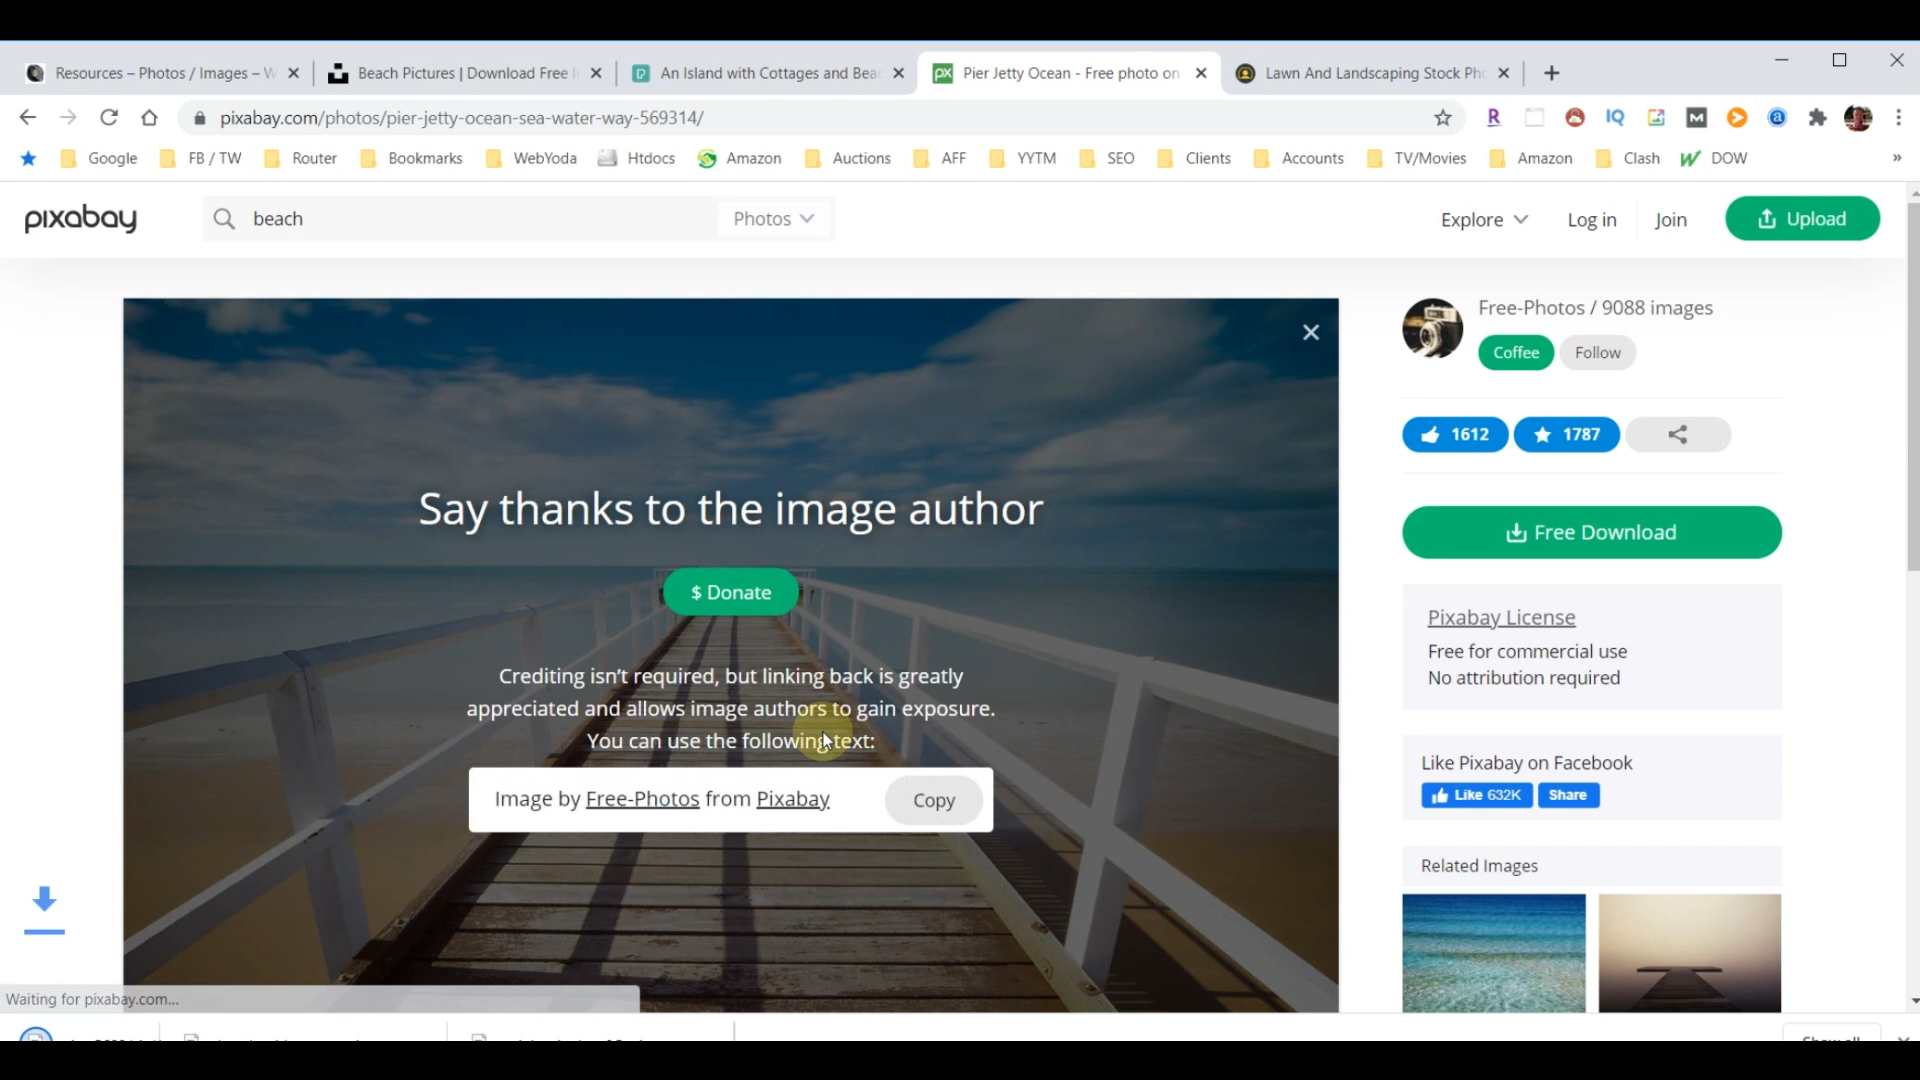 Resources – Photos / Images – W
Beach Pictures | Download Free I
An Island with Cottages and Beac
Pier Jetty Ocean - Free photo on
Lawn And Landscaping Stock Pho
pixabay.com/photos/pier-jetty-ocean-sea-water-way-569314/
Google
FB / TW
Router
Bookmarks
WebYoda
Htdocs
Amazon
Auctions
AFF
YYTM
SEO
Clients
Accounts
TV/Movies
Amazon
Clash
DOW
pixabay
beach
Photos
Explore
Log in
Join
Upload
Say thanks to the image author
$ Donate
Crediting isn't required, but linking back is greatly
appreciated and allows image authors to gain exposure.
You can use the following text:
Image by Free-Photos from Pixabay
Copy
Free-Photos / 9088 images
Coffee
Follow
1612
1787
Free Download
Pixabay License
Free for commercial use
No attribution required
Like Pixabay on Facebook
Like 632K
Share
Related Images
Waiting for pixabay.com...